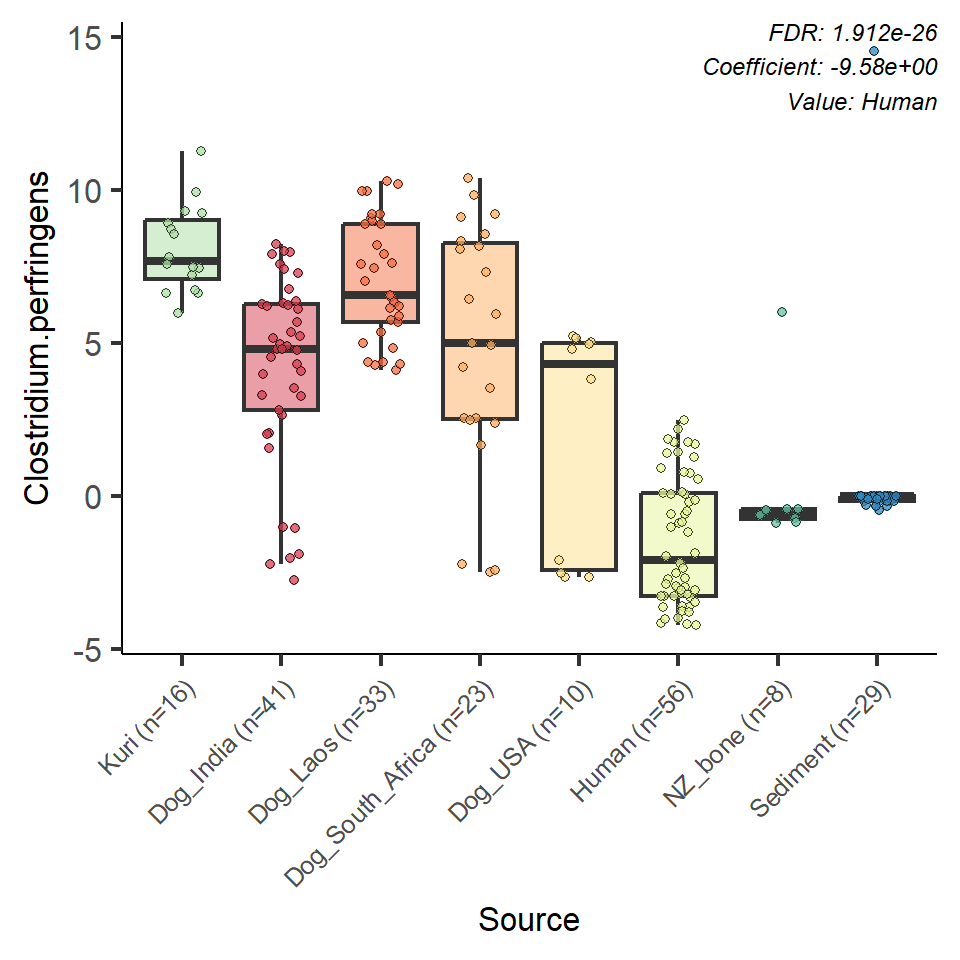 FDR: 1.912e-26
Coefficient: -9.58e+00
Value: Human
Clostridium.perfringens
15
10
5
0
-5
Kuri (n=16)
Dog_India (n=41)
Dog_Laos (n=33)
Dog_South_Africa (n=23)
Dog_USA (n=10)
Human (n=56)
NZ_bone (n=8)
Sediment (n=29)
Source